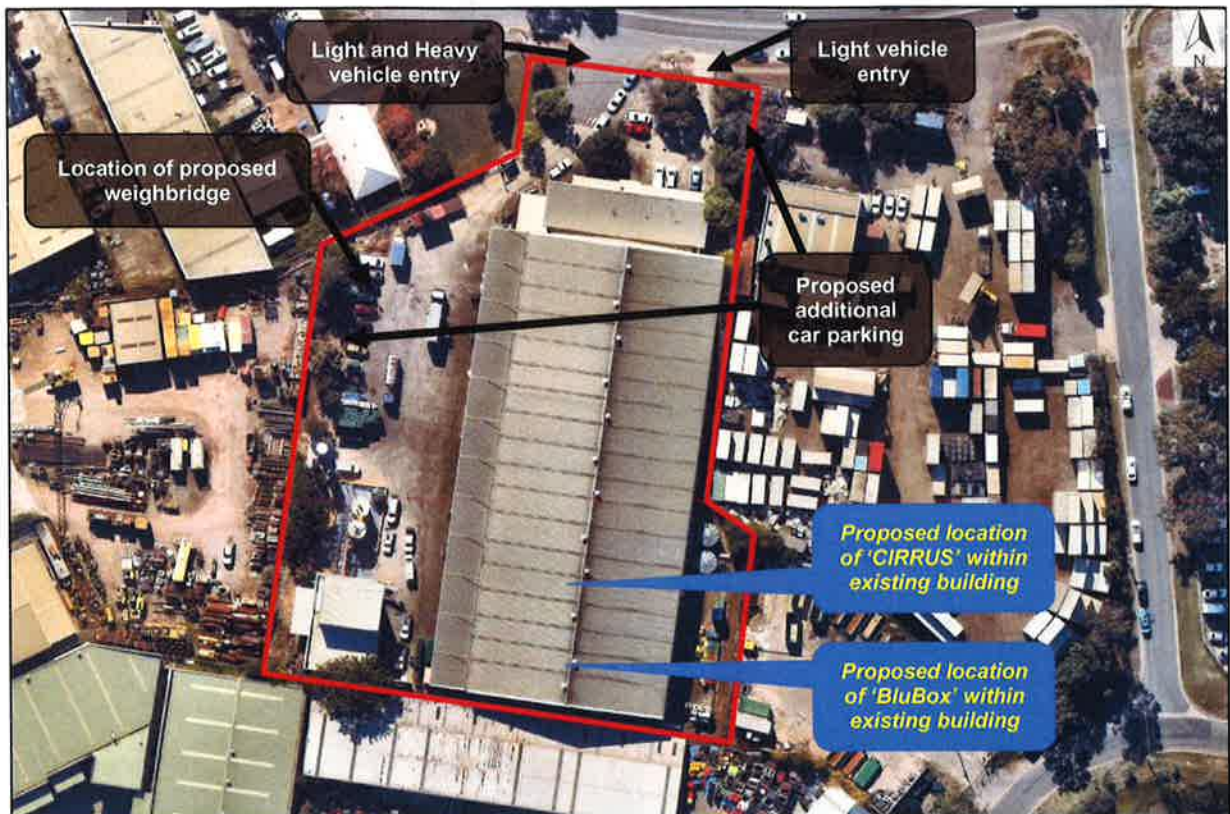 Light and Heavy
vehicle entry
Light vehicle
entry
N
Location of proposed
weighbridge
Proposed
additional
car parking
Proposed location
of 'CIRRUS' within
existing building
Proposed location
of 'BluBox' within
existing building